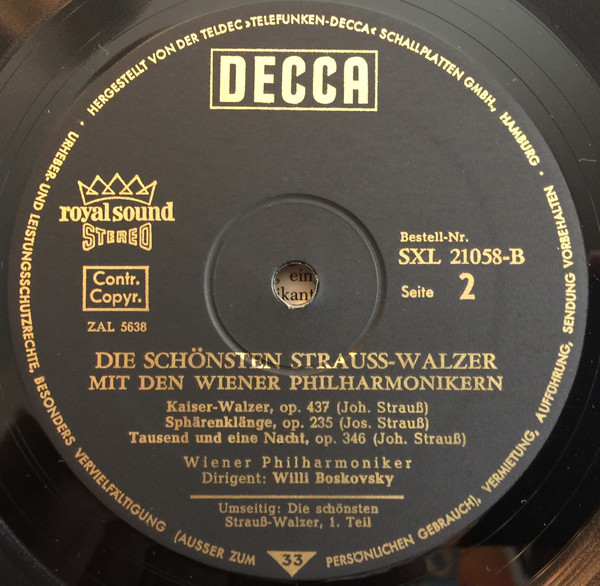 · HERGESTELLT VON DER TELDEC »TELEFUNKEN-DECCA« SCHALLPLATTEN GMBH., HAMBURG ·
URHEBER- UND LEISTUNGSSCHUTZRECHTE, BESONDERS VERVIELFÄLTIGUNG (AUSSER ZUM PERSÖNLICHEN GEBRAUCH), VERMIETUNG, AUFFÜHRUNG, SENDUNG VORBEHALTEN
DECCA
royal sound
STEREO
Contr.
Copyr.
ZAL 5638
Bestell-Nr.
SXL 21058-B
Seite 2
ein
ikant
DIE SCHÖNSTEN STRAUSS-WALZER
MIT DEN WIENER PHILHARMONIKERN
Kaiser-Walzer, op. 437 (Joh. Strauß)
Sphärenklänge, op. 235 (Jos. Strauß)
Tausend und eine Nacht, op. 346 (Joh. Strauß)
Wiener Philharmoniker
Dirigent: Willi Boskovsky
Umseitig: Die schönsten
Strauß-Walzer, 1. Teil
33